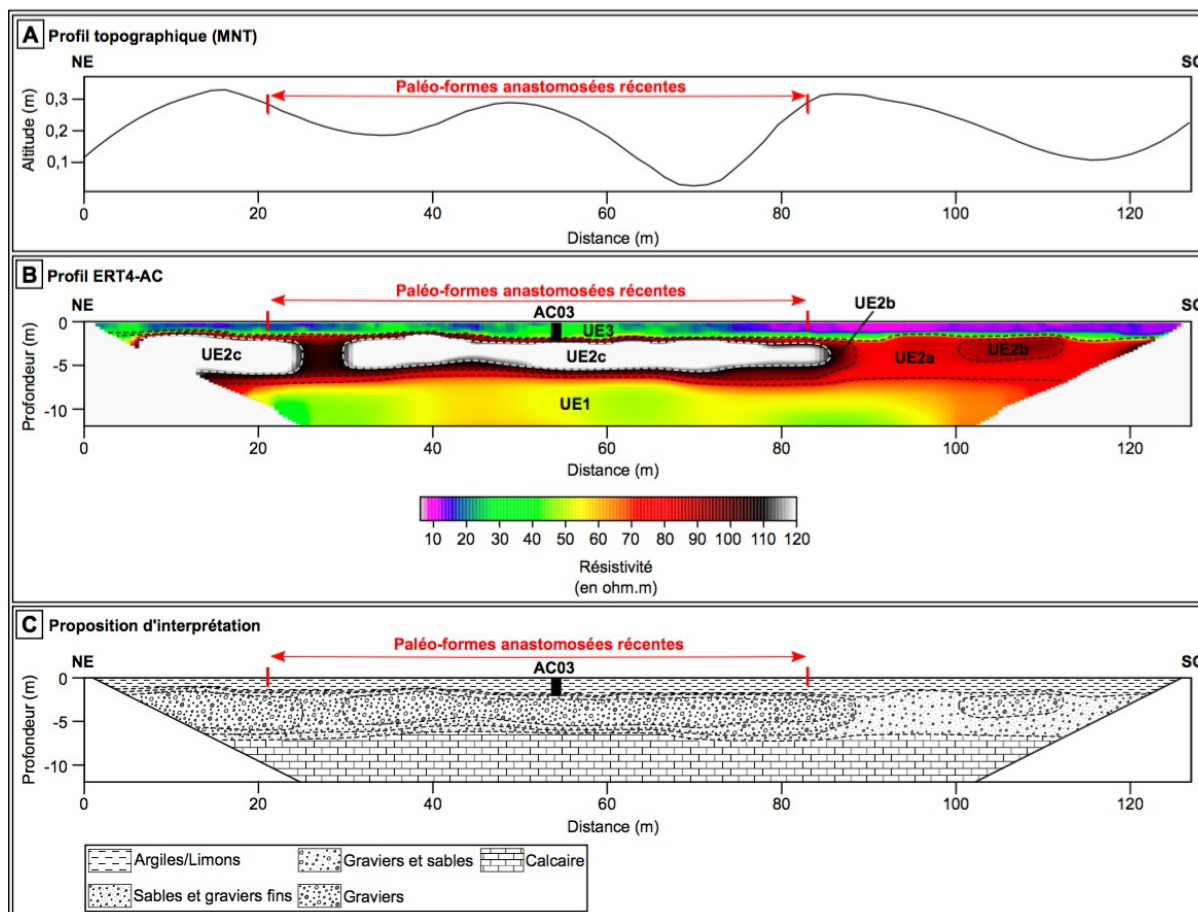 A Profil topographique (MNT)
NE SO
Paléo-formes anastomosées récentes
Altitude (m)
0,3
0,2
0,1
0 20 40 60 80 100 120
Distance (m)
B Profil ERT4-AC
NE SO
Paléo-formes anastomosées récentes
AC03
UE2b
UE3
UE2c UE2c UE2a UE2b
UE1
Profondeur (m)
0
-5
-10
0 20 40 60 80 100 120
Distance (m)
10 20 30 40 50 60 70 80 90 100 110 120
Résistivité
(en ohm.m)
C Proposition d'interprétation
NE SO
Paléo-formes anastomosées récentes
AC03
Profondeur (m)
0
-5
-10
0 20 40 60 80 100 120
Distance (m)
Argiles/Limons Graviers et sables Calcaire
Sables et graviers fins Graviers